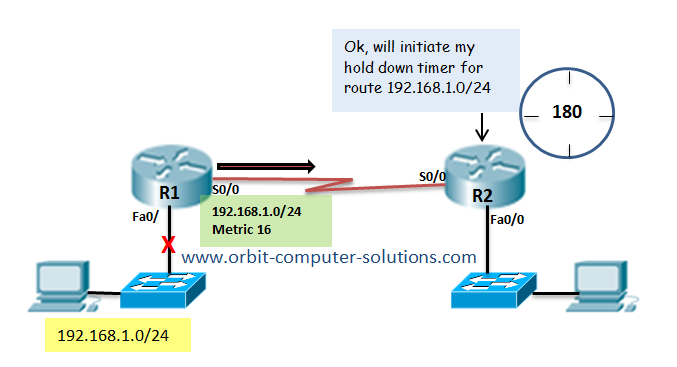 Ok, will initiate my
hold down timer for
route 192.168.1.0/24
180
R1
S0/0
S0/0
R2
Fa0/
192.168.1.0/24
Metric 16
Fa0/0
X
www.orbit-computer-solutions.com
192.168.1.0/24